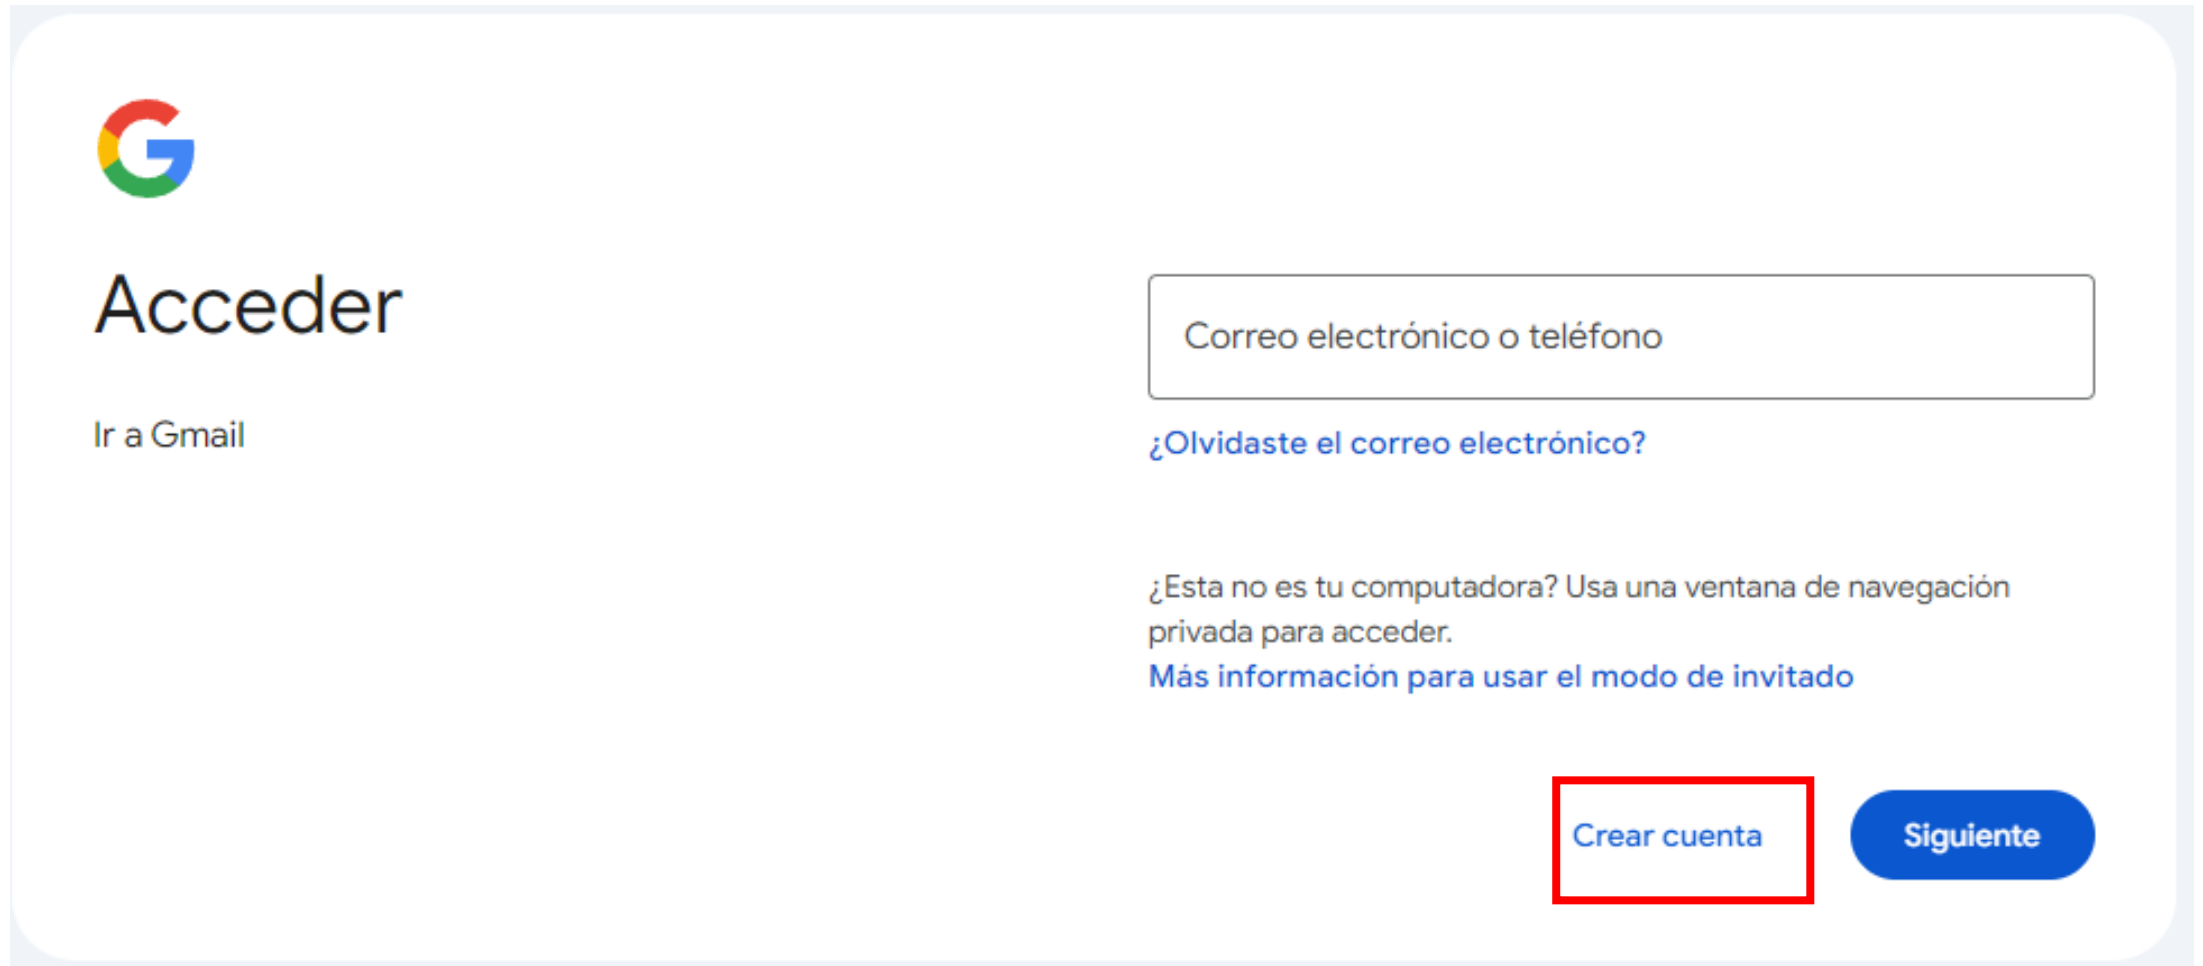 Acceder
Ir a Gmail
Correo electrónico o teléfono
¿Olvidaste el correo electrónico?
¿Esta no es tu computadora? Usa una ventana de navegación
privada para acceder.
Más información para usar el modo de invitado
Crear cuenta
Siguiente